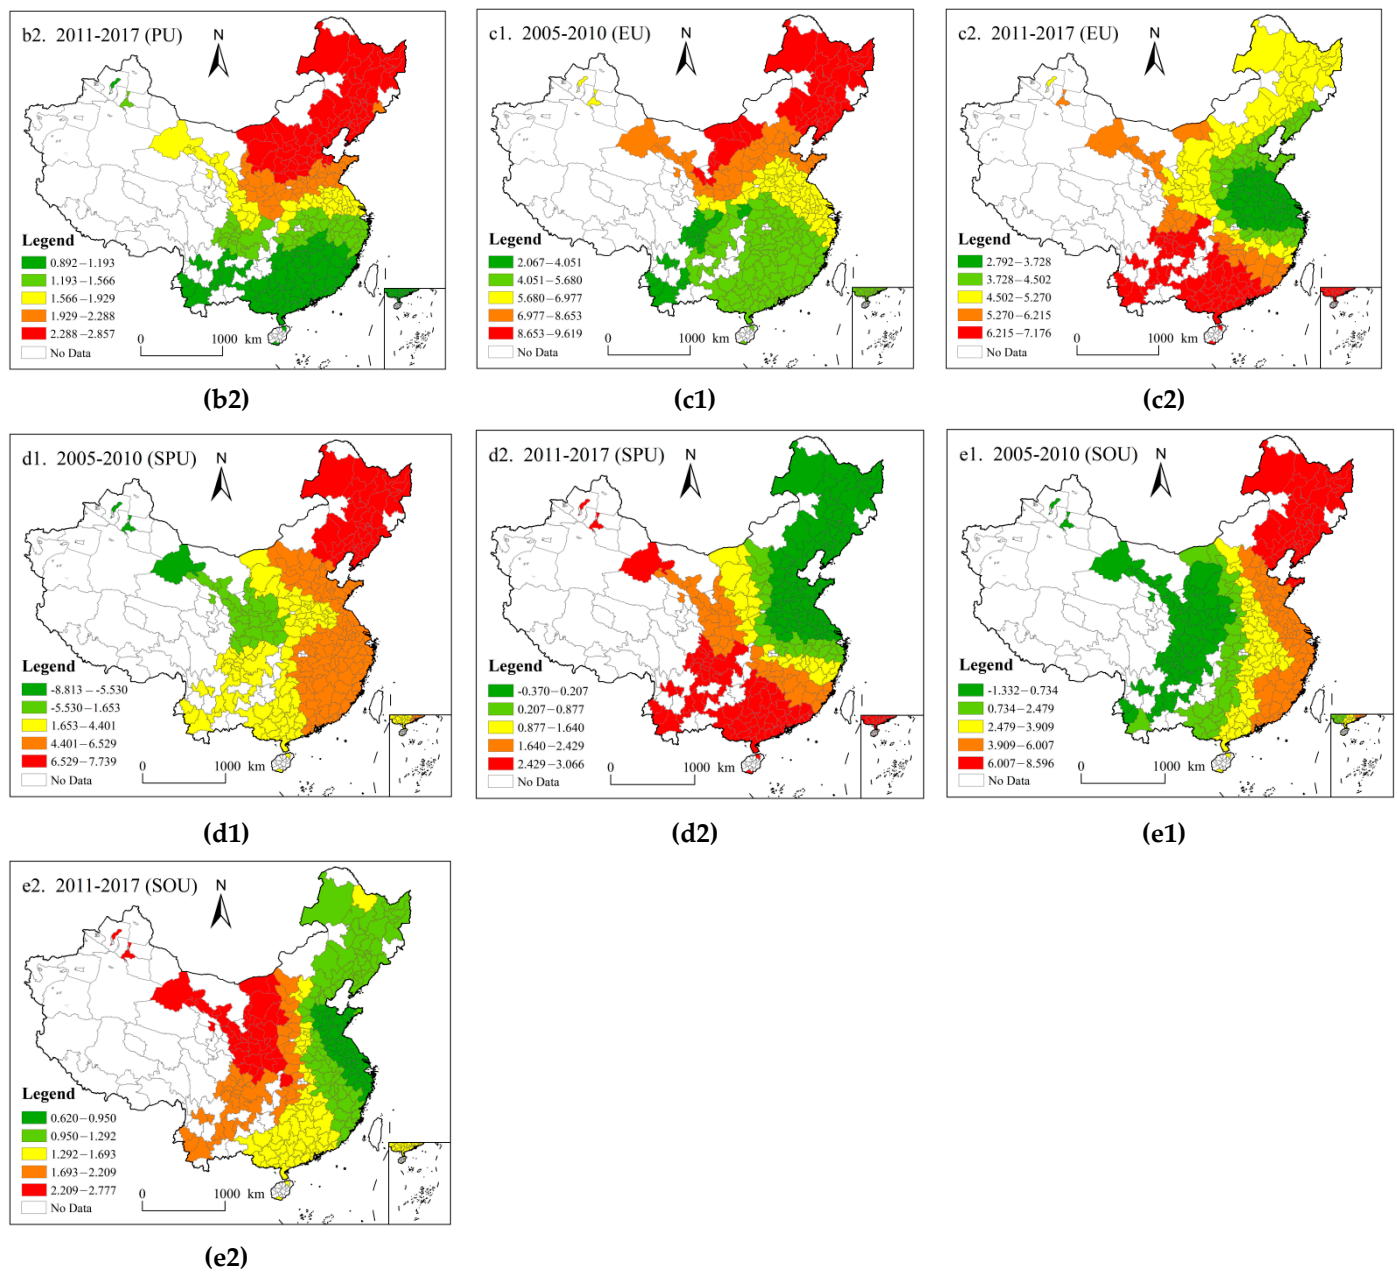 b2. 2011-2017 (PU)
N
Legend
0.892−1.193
1.193−1.566
1.566−1.929
1.929−2.288
2.288−2.857
No Data
0 1000 km
(b2)
c1. 2005-2010 (EU)
N
Legend
2.067−4.051
4.051−5.680
5.680−6.977
6.977−8.653
8.653−9.619
No Data
0 1000 km
(c1)
c2. 2011-2017 (EU)
N
Legend
2.792−3.728
3.728−4.502
4.502−5.270
5.270−6.215
6.215−7.176
No Data
0 1000 km
(c2)
d1. 2005-2010 (SPU)
N
Legend
-8.813−-5.530
-5.530−1.653
1.653−4.401
4.401−6.529
6.529−7.739
No Data
0 1000 km
(d1)
d2. 2011-2017 (SPU)
N
Legend
-0.370−0.207
0.207−0.877
0.877−1.640
1.640−2.429
2.429−3.066
No Data
0 1000 km
(d2)
e1. 2005-2010 (SOU)
N
Legend
-1.332−0.734
0.734−2.479
2.479−3.909
3.909−6.007
6.007−8.596
No Data
0 1000 km
(e1)
e2. 2011-2017 (SOU)
N
Legend
0.620−0.950
0.950−1.292
1.292−1.693
1.693−2.209
2.209−2.777
No Data
0 1000 km
(e2)